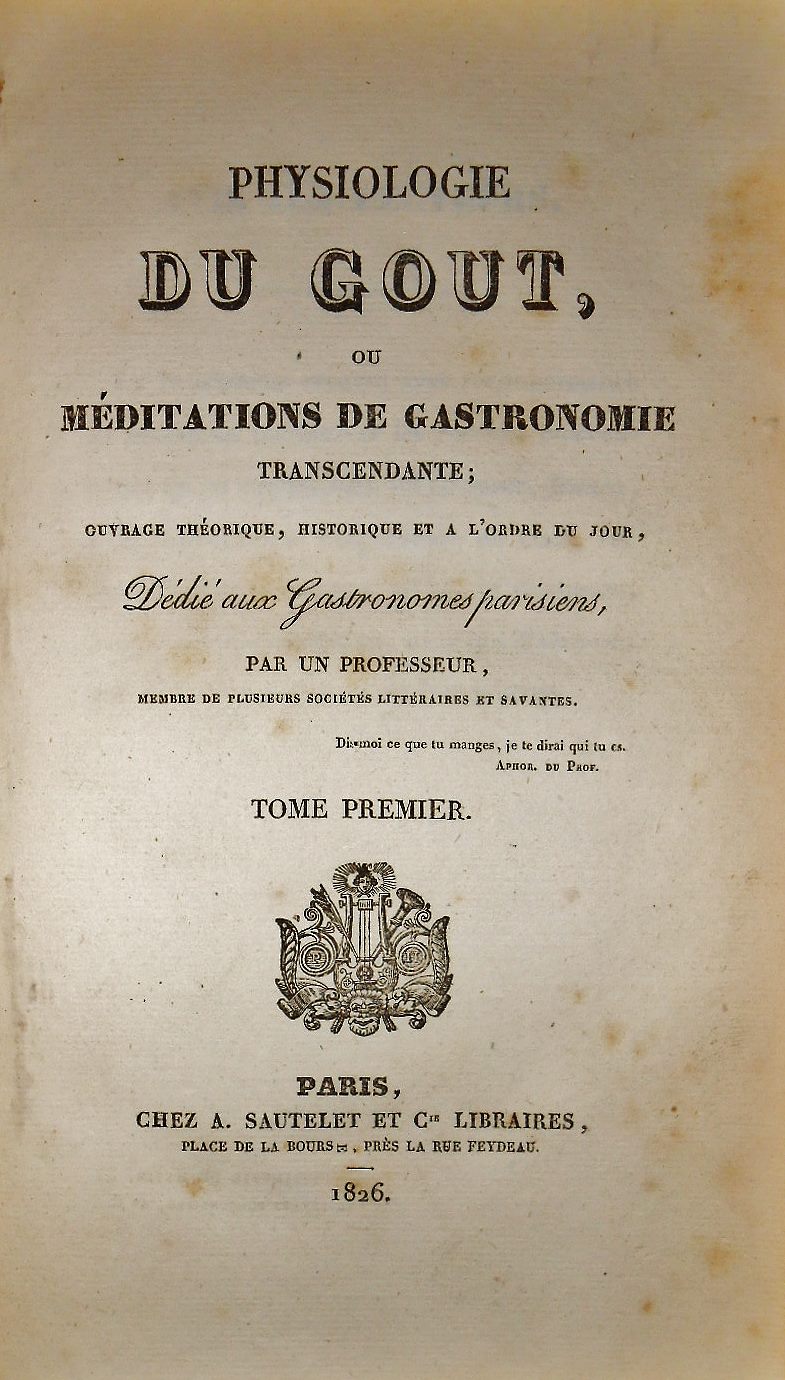 PHYSIOLOGIE
DU GOUT,
OU
MÉDITATIONS DE GASTRONOMIE
TRANSCENDANTE;
OUVRAGE THÉORIQUE, HISTORIQUE ET A L'ORDRE DU JOUR,
Dédié aux Gastronomes parisiens,
PAR UN PROFESSEUR,
MEMBRE DE PLUSIEURS SOCIÉTÉS LITTÉRAIRES ET SAVANTES.
Dis-moi ce que tu manges, je te dirai qui tu es.
APHOR. DU PROF.
TOME PREMIER.
PARIS,
CHEZ A. SAUTELET ET Cie LIBRAIRES,
PLACE DE LA BOURSE, PRÈS LA RUE FEYDEAU.
1826.